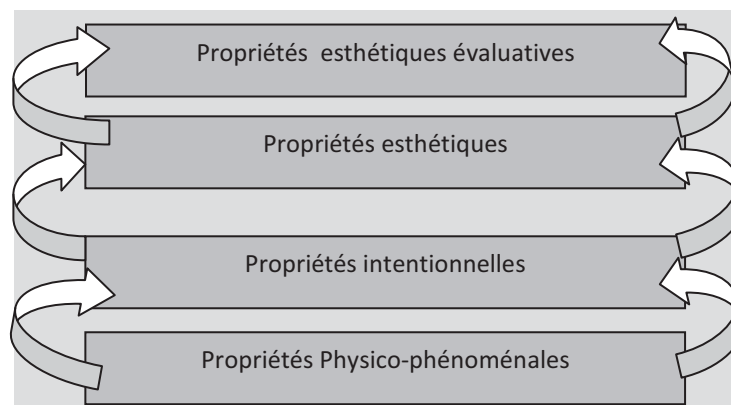 Propriétés esthétiques évaluatives
Propriétés esthétiques
Propriétés intentionnelles
Propriétés Physico-phénoménales